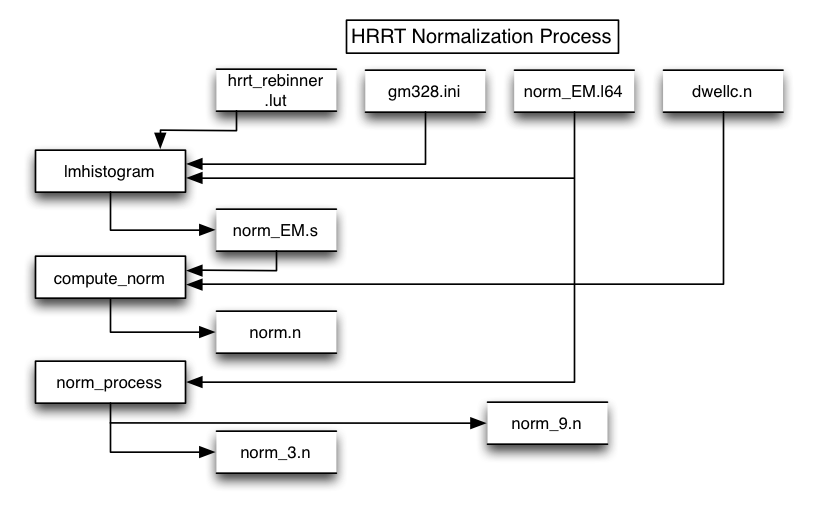 HRRT Normalization Process
hrrt_rebinner
.lut
gm328.ini
norm_EM.l64
dwellc.n
lmhistogram
norm_EM.s
compute_norm
norm.n
norm_process
norm_9.n
norm_3.n